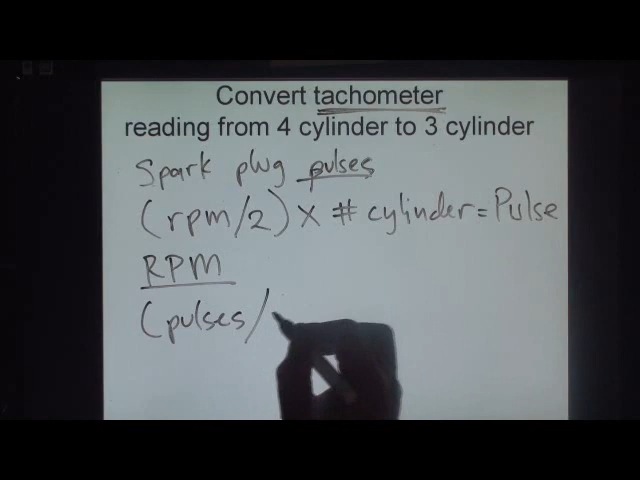 Convert tachometer
reading from 4 cylinder to 3 cylinder
Spark plug pulses
(rpm/2) x # cylinder = Pulse
RPM
(pulses/